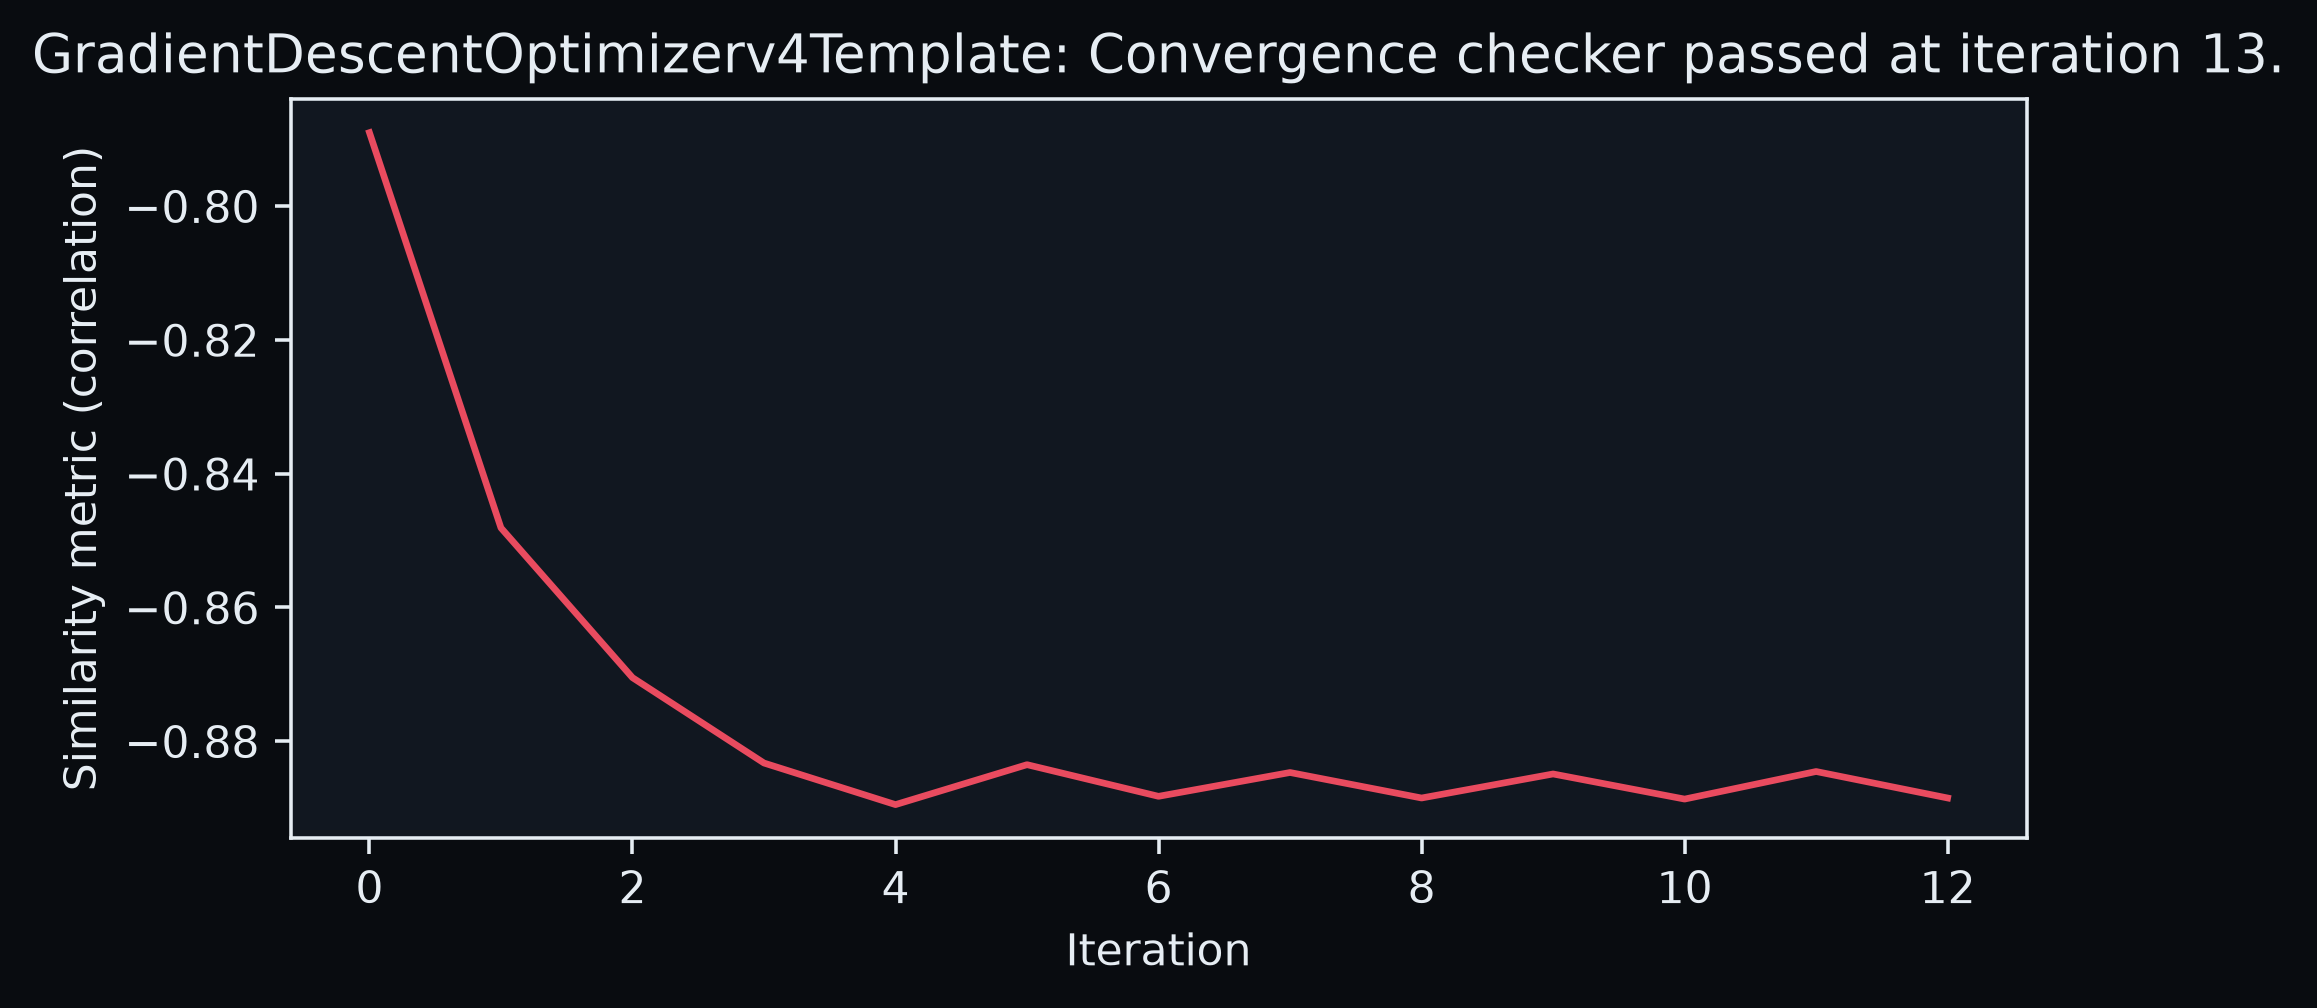 GradientDescentOptimizerv4Template: Convergence checker passed at iteration 13.
Similarity metric (correlation)
−0.80
−0.82
−0.84
−0.86
−0.88
0 2 4 6 8 10 12
Iteration